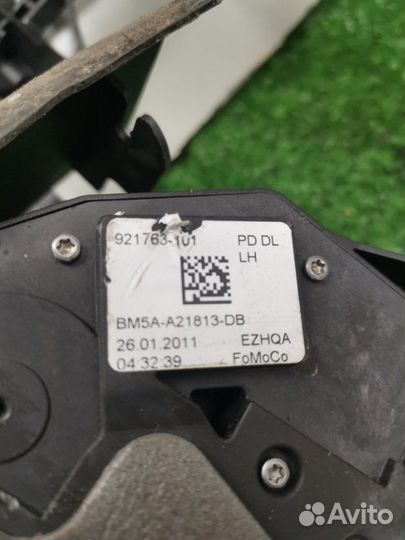 921763-101 PD DL
LH
BM5A-A21813-DB
26.01.2011 EZHQA
04:32:39 FoMoCo
Avito